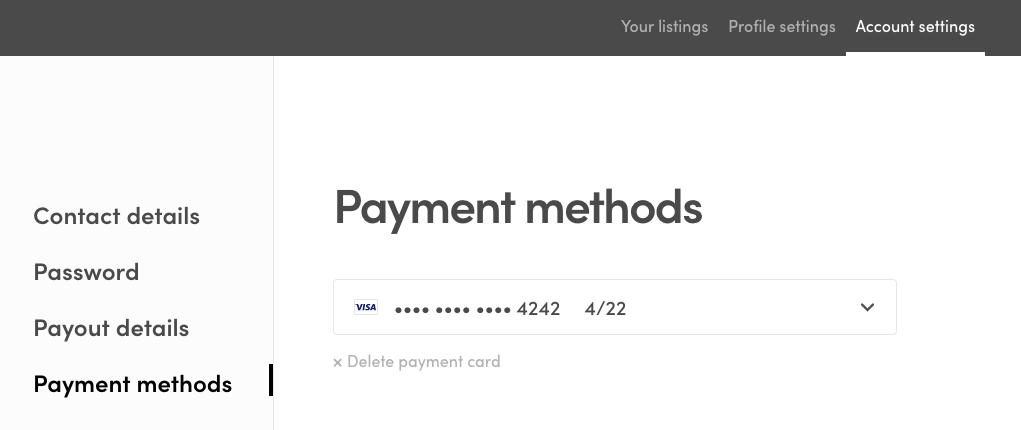 Your listings Profile settings Account settings
Contact details
Password
Payout details
Payment methods
Payment methods
VISA •••• •••• •••• 4242 4/22
× Delete payment card